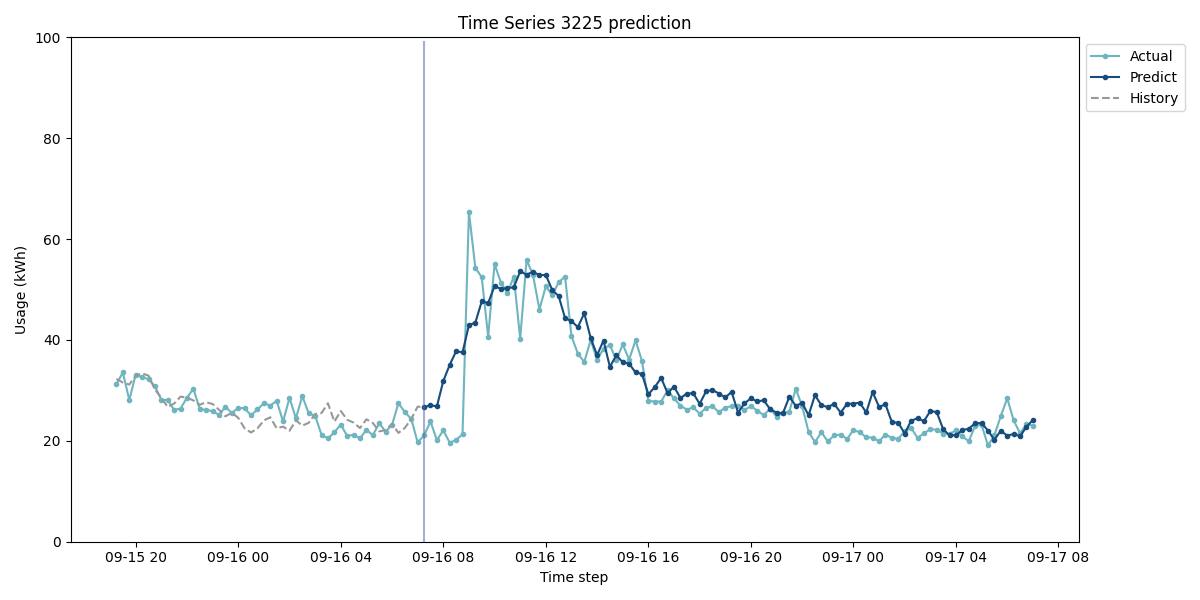 Time Series 3225 prediction
100
80
60
40
20
0
Usage (kWh)
09-15 20
09-16 00
09-16 04
09-16 08
09-16 12
09-16 16
09-16 20
09-17 00
09-17 04
09-17 08
Time step
Actual
Predict
History